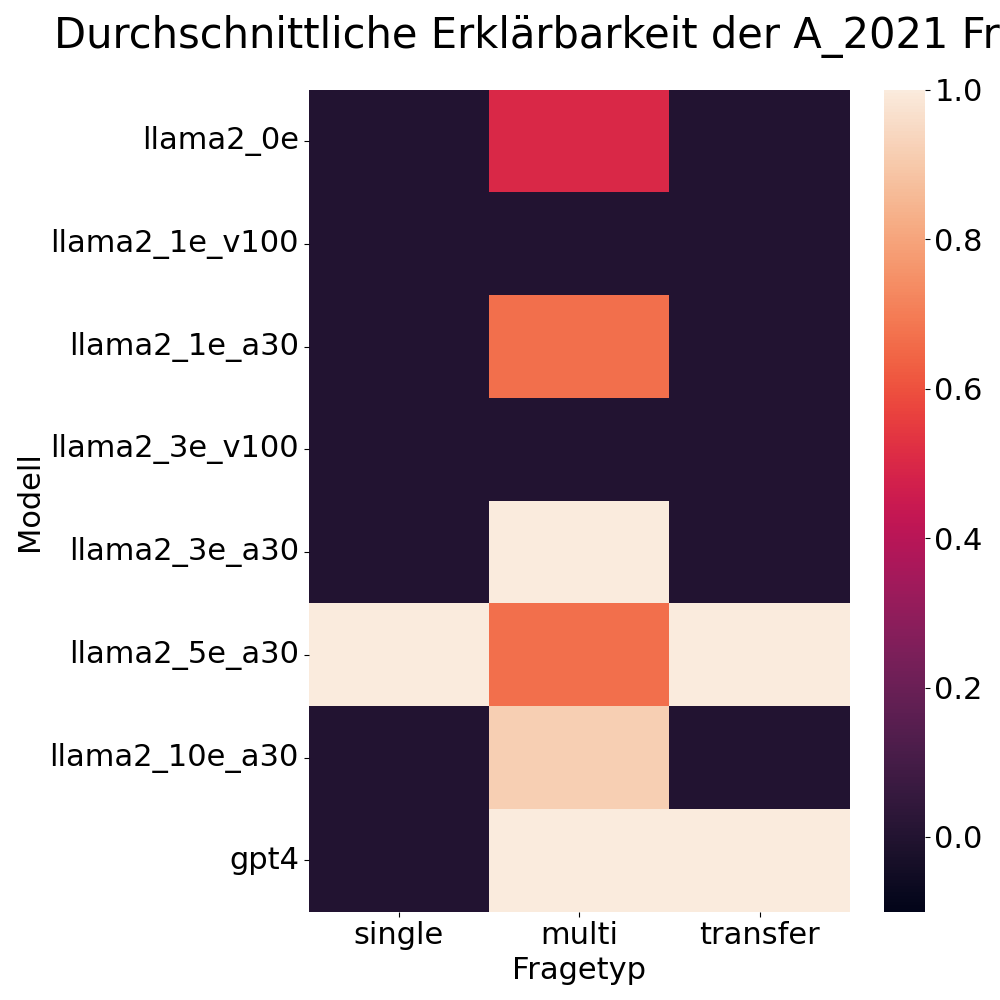 Durchschnittliche Erklärbarkeit der A_2021 Fr
llama2_0e
llama2_1e_v100
llama2_1e_a30
llama2_3e_v100
llama2_3e_a30
llama2_5e_a30
llama2_10e_a30
gpt4
Modell
single multi transfer
Fragetyp
1.0
0.8
0.6
0.4
0.2
0.0